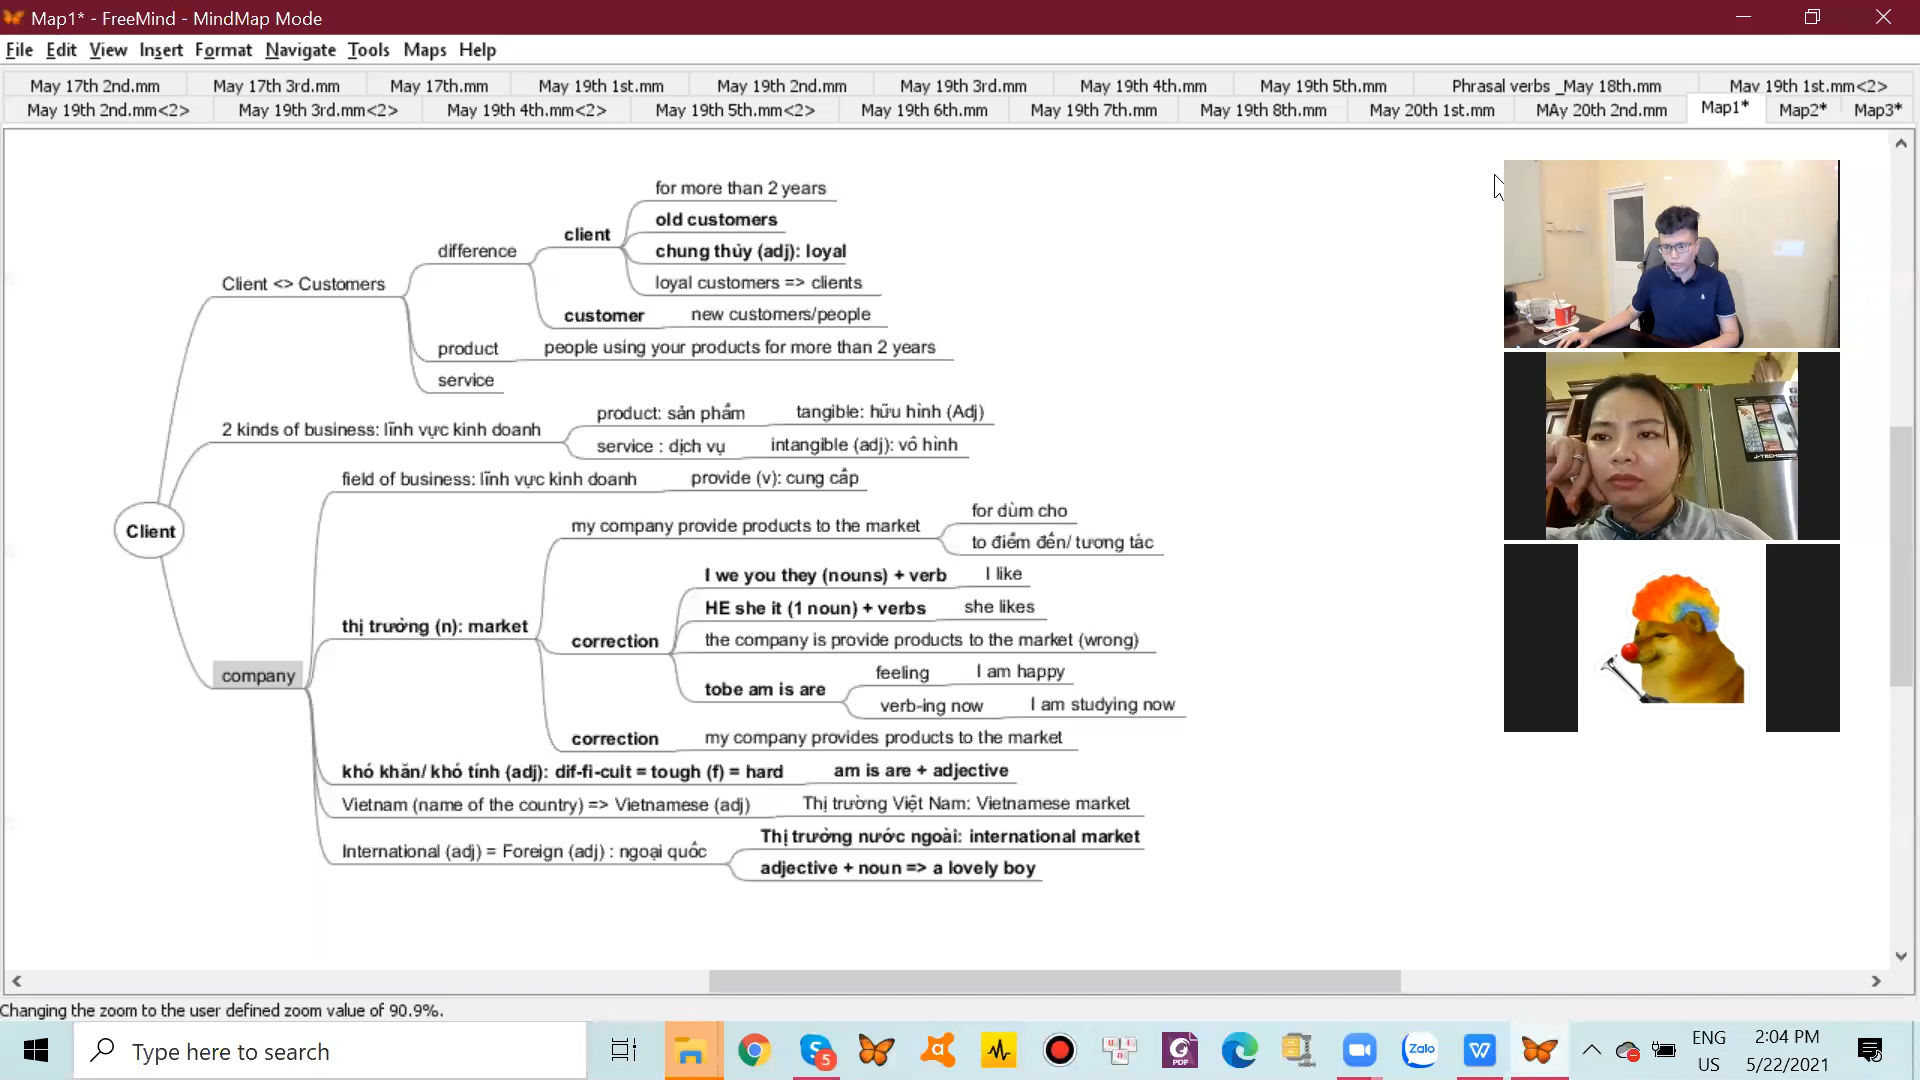 Map1* - FreeMind - MindMap Mode
File Edit View Insert Format Navigate Tools Maps Help
May 17th 2nd.mm May 17th 3rd.mm May 17th.mm May 19th 1st.mm May 19th 2nd.mm May 19th 3rd.mm May 19th 4th.mm May 19th 5th.mm Phrasal verbs _May 18th.mm May 19th 1st.mm<2>
May 19th 2nd.mm<2> May 19th 3rd.mm<2> May 19th 4th.mm<2> May 19th 5th.mm<2> May 19th 6th.mm May 19th 7th.mm May 19th 8th.mm May 20th 1st.mm MAy 20th 2nd.mm Map1* Map2* Map3*
Client
Client <> Customers
difference
client
for more than 2 years
old customers
chung thủy (adj): loyal
loyal customers => clients
customer
new customers/people
product
people using your products for more than 2 years
service
2 kinds of business: lĩnh vực kinh doanh
product: sản phẩm
tangible: hữu hình (Adj)
service : dịch vụ
intangible (adj): vô hình
company
field of business: lĩnh vực kinh doanh
provide (v): cung cấp
thị trường (n): market
my company provide products to the market
for dùm cho
to điểm đến/ tương tác
correction
I we you they (nouns) + verb
I like
HE she it (1 noun) + verbs
she likes
the company is provide products to the market (wrong)
tobe am is are
feeling
I am happy
verb-ing now
I am studying now
correction
my company provides products to the market
khó khăn/ khó tính (adj): dif-fi-cult = tough (f) = hard
am is are + adjective
Vietnam (name of the country) => Vietnamese (adj)
Thị trường Việt Nam: Vietnamese market
International (adj) = Foreign (adj) : ngoại quốc
Thị trường nước ngoài: international market
adjective + noun => a lovely boy
J-TECH
Changing the zoom to the user defined zoom value of 90.9%.
Type here to search
5
PDF
Zalo
W
ENG
US
2:04 PM
5/22/2021